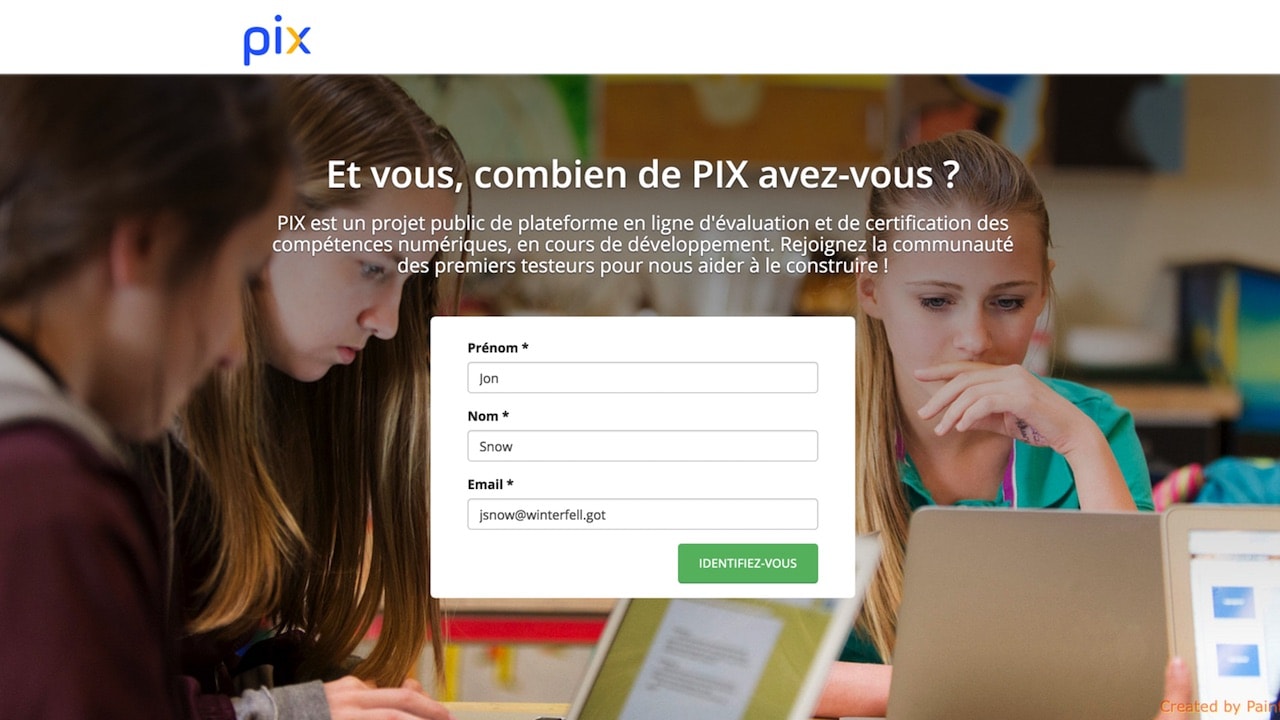 pix
Et vous, combien de PIX avez-vous ?
PIX est un projet public de plateforme en ligne d'évaluation et de certification des
compétences numériques, en cours de développement. Rejoignez la communauté
des premiers testeurs pour nous aider à le construire !
Prénom *
Jon
Nom *
Snow
Email *
jsnow@winterfell.got
IDENTIFIEZ-VOUS
Created by Pain